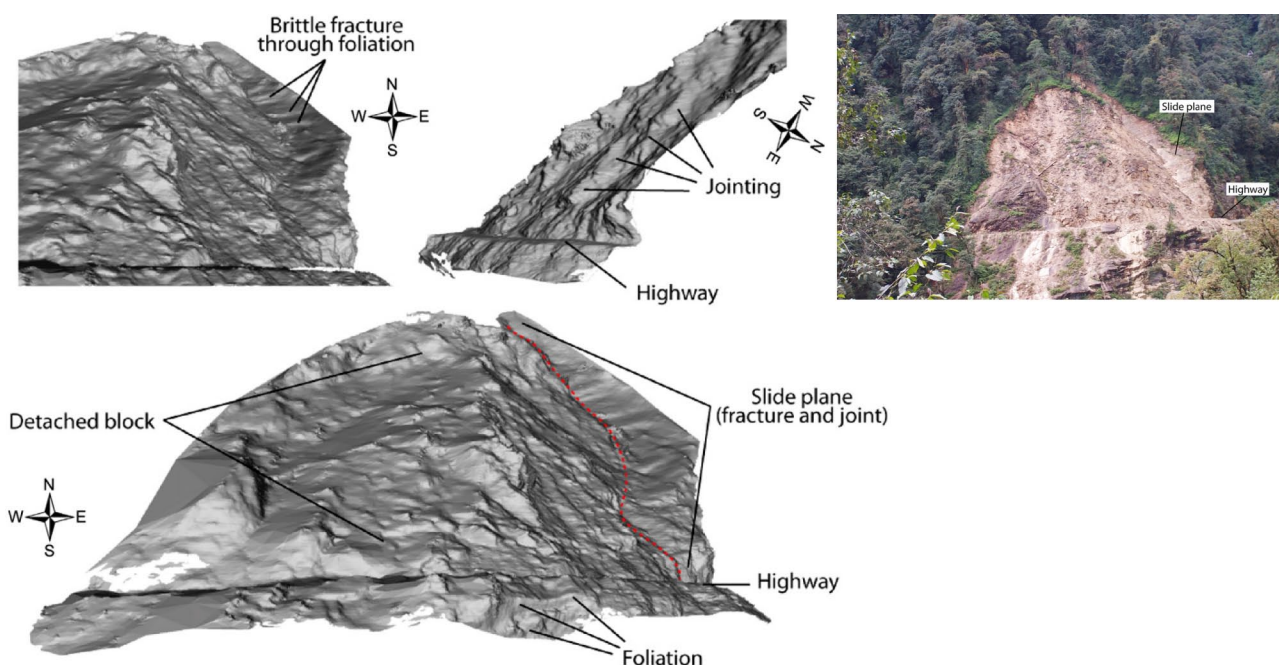 Brittle fracture
through foliation
N
W E
S
Jointing
Highway
W
S N
E
Slide plane
Highway
Detached block
Slide plane
(fracture and joint)
N
W E
S
Highway
Foliation